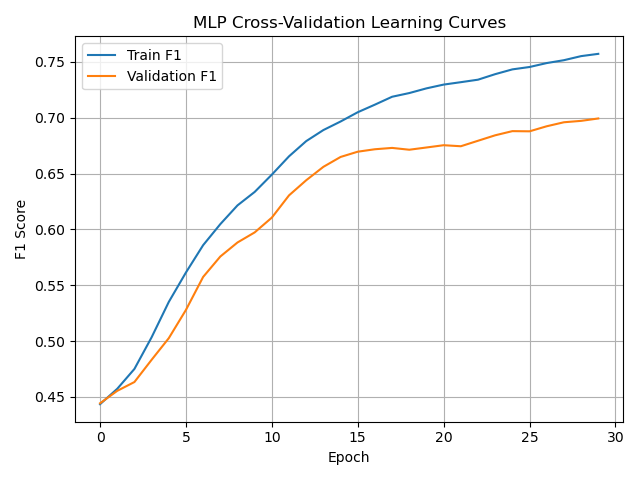 MLP Cross-Validation Learning Curves
Train F1
Validation F1
F1 Score
0.75
0.70
0.65
0.60
0.55
0.50
0.45
0 5 10 15 20 25 30
Epoch